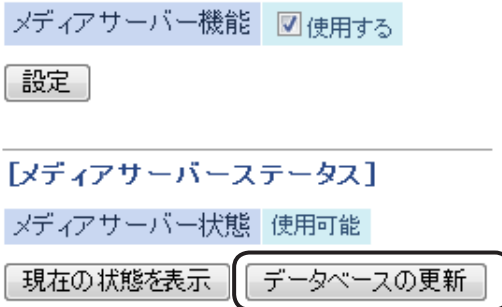 メディアサーバー機能 使用する
設定
[メディアサーバーステータス]
メディアサーバー状態 使用可能
現在の状態を表示 データベースの更新